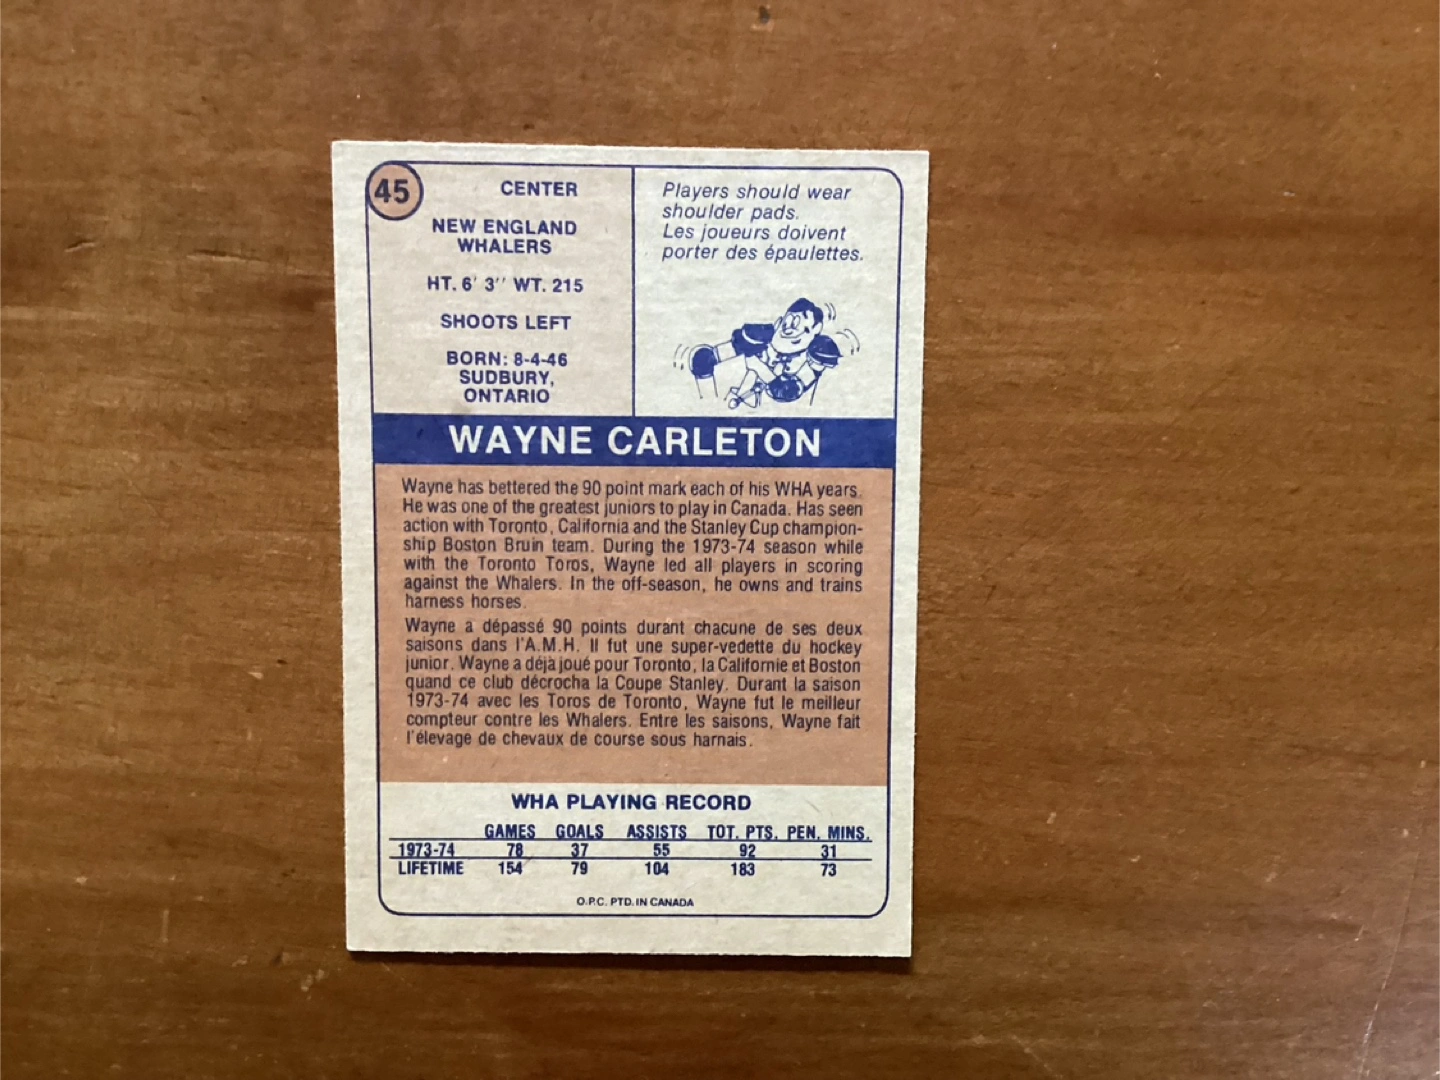 45
CENTER
NEW ENGLAND
WHALERS
HT. 6' 3'' WT. 215
SHOOTS LEFT
BORN: 8-4-46
SUDBURY,
ONTARIO
Players should wear
shoulder pads.
Les joueurs doivent
porter des épaulettes.
WAYNE CARLETON
Wayne has bettered the 90 point mark each of his WHA years.
He was one of the greatest juniors to play in Canada. Has seen
action with Toronto, California and the Stanley Cup champion-
ship Boston Bruin team. During the 1973-74 season while
with the Toronto Toros, Wayne led all players in scoring
against the Whalers. In the off-season, he owns and trains
harness horses.
Wayne a dépassé 90 points durant chacune de ses deux
saisons dans l'A.M.H. Il fut une super-vedette du hockey
junior. Wayne a déjà joué pour Toronto, la Californie et Boston
quand ce club décrocha la Coupe Stanley. Durant la saison
1973-74 avec les Toros de Toronto, Wayne fut le meilleur
compteur contre les Whalers. Entre les saisons, Wayne fait
l'élevage de chevaux de course sous harnais.
WHA PLAYING RECORD
GAMES GOALS ASSISTS TOT. PTS. PEN. MINS.
1973-74 78 37 55 92 31
LIFETIME 154 79 104 183 73
O.P.C. PTD. IN CANADA